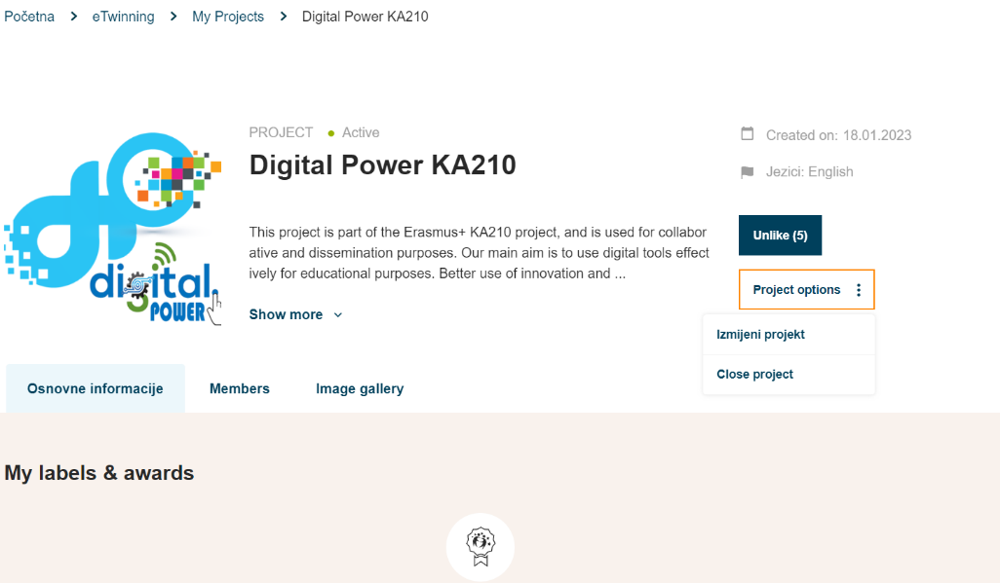 Početna > eTwinning > My Projects > Digital Power KA210
PROJECT • Active
Digital Power KA210
This project is part of the Erasmus+ KA210 project, and is used for collabor
ative and dissemination purposes. Our main aim is to use digital tools effect
ively for educational purposes. Better use of innovation and ...
Show more
digital
POWER
Created on: 18.01.2023
Jezici: English
Unlike (5)
Project options
Izmijeni projekt
Close project
Osnovne informacije
Members
Image gallery
My labels & awards